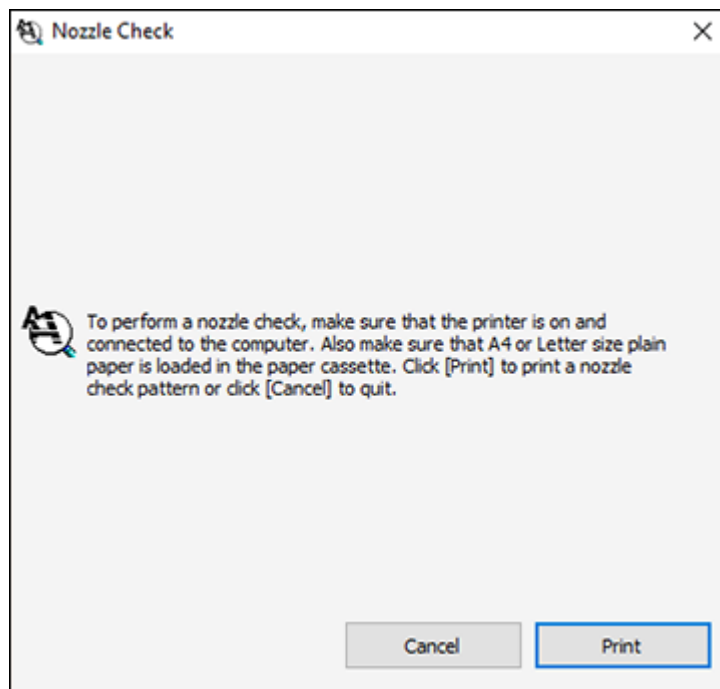 Nozzle Check
To perform a nozzle check, make sure that the printer is on and
connected to the computer. Also make sure that A4 or Letter size plain
paper is loaded in the paper cassette. Click [Print] to print a nozzle
check pattern or click [Cancel] to quit.
Cancel
Print